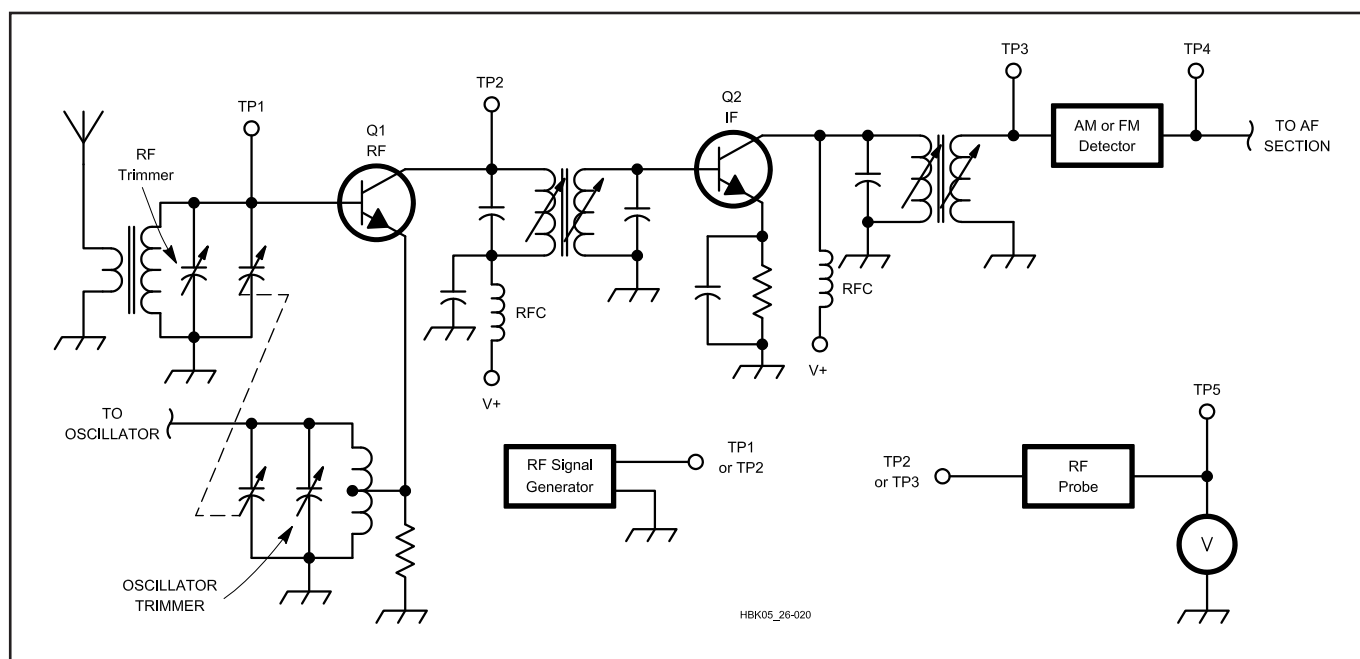 TP1
RF
Trimmer
Q1
RF
TP2
Q2
IF
TP3
TP4
AM or FM
Detector
TO AF
SECTION
RFC
V+
RFC
V+
TO
OSCILLATOR
OSCILLATOR
TRIMMER
RF Signal
Generator
TP1
or TP2
TP2
or TP3
RF
Probe
TP5
V
HBK05_26-020